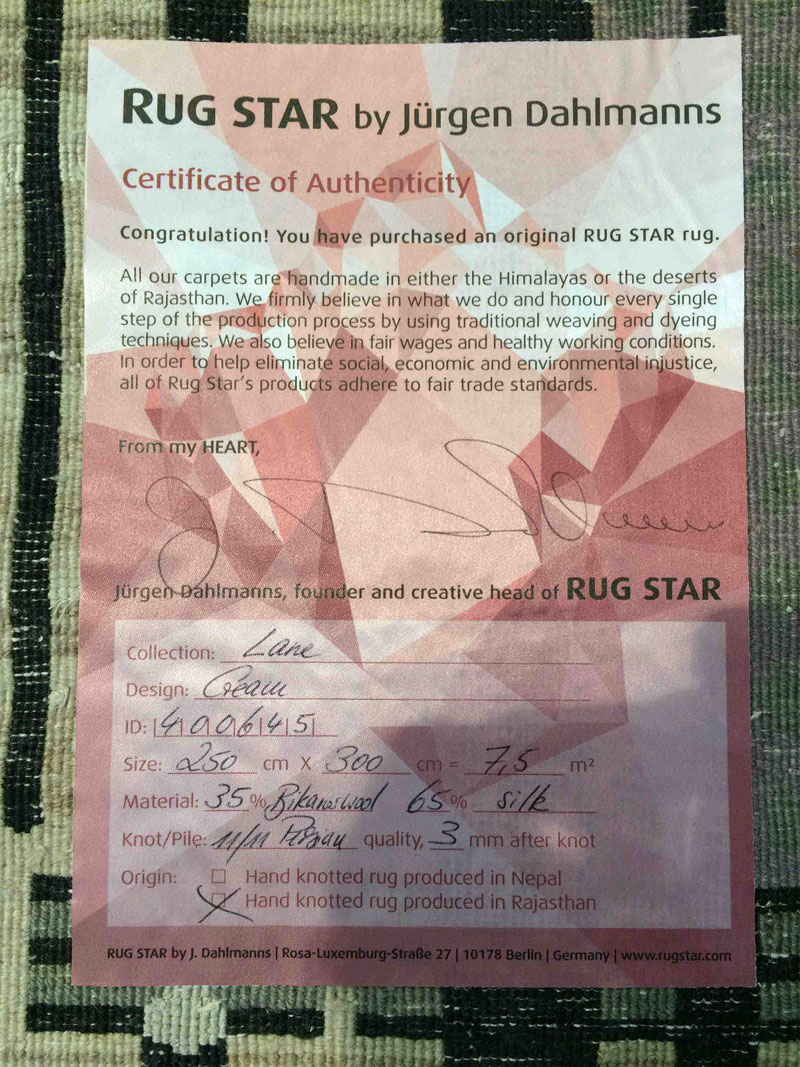 RUG STAR by Jürgen Dahlmanns
Certificate of Authenticity
Congratulation! You have purchased an original RUG STAR rug.
All our carpets are handmade in either the Himalayas or the deserts
of Rajasthan. We firmly believe in what we do and honour every single
step of the production process by using traditional weaving and dyeing
techniques. We also believe in fair wages and healthy working conditions.
In order to help eliminate social, economic and environmental injustice,
all of Rug Star's products adhere to fair trade standards.
From my HEART,
Jürgen Dahlmanns, founder and creative head of RUG STAR
Collection: Lane
Design: Cream
ID: 400645
Size: 250 cm X 300 cm = 7,5 m²
Material: 35%, Bikanerwool 65% silk
Knot/Pile: 11/11 Persian quality, 3 mm after knot
Origin: Hand knotted rug produced in Nepal
Hand knotted rug produced in Rajasthan
RUG STAR by J. Dahlmanns | Rosa-Luxemburg-Straße 27 | 10178 Berlin | Germany | www.rugstar.com